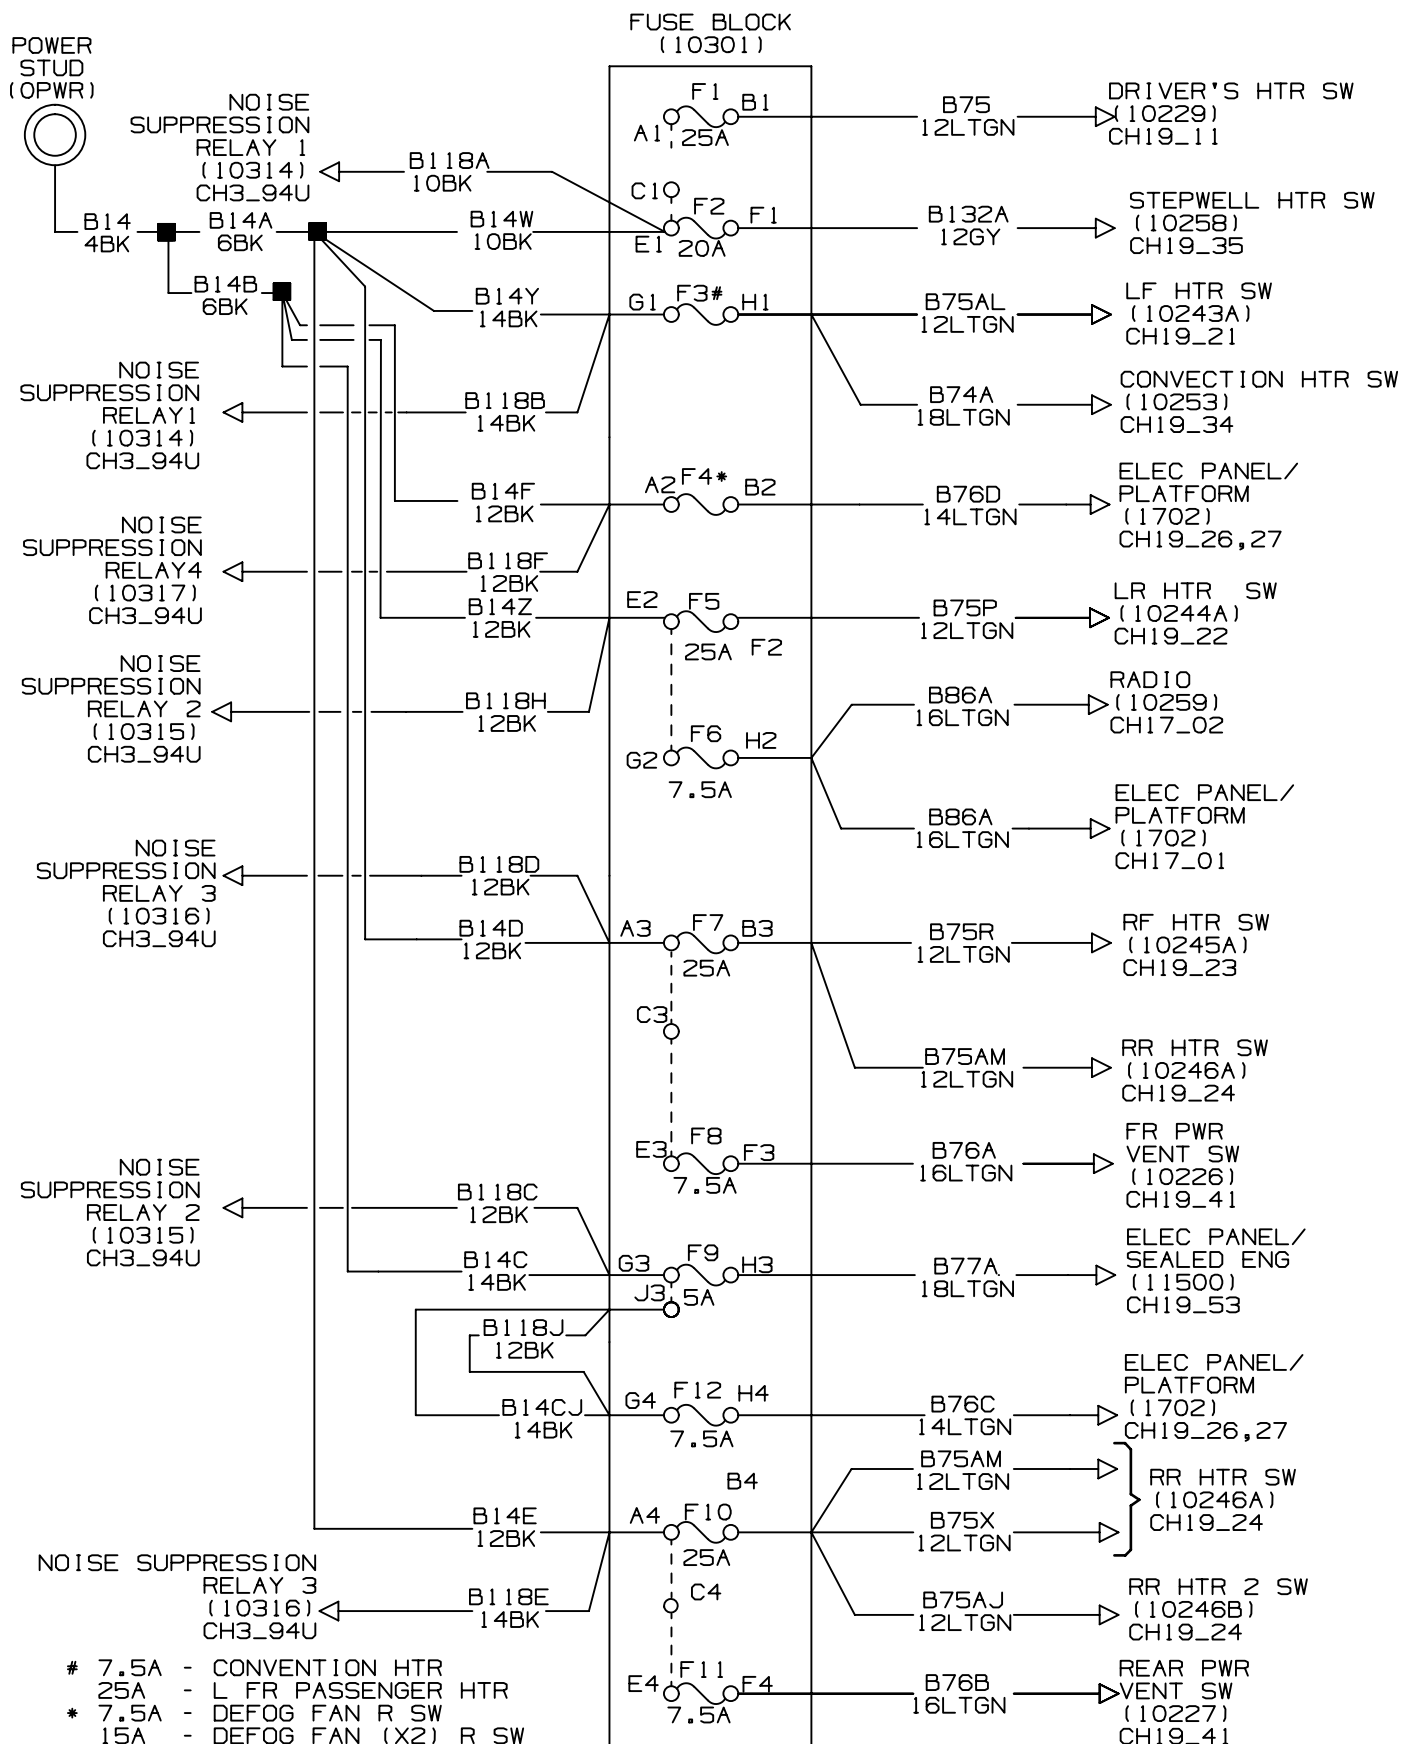 FUSE BLOCK
(10301)
POWER
STUD
(OPWR)
NOISE
SUPPRESSION
RELAY 1
(10314)
CH3_94U
B118A
10BK
B14
4BK
B14A
6BK
B14W
10BK
B14B
6BK
B14Y
14BK
NOISE
SUPPRESSION
RELAY1
(10314)
CH3_94U
B118B
14BK
B14F
12BK
NOISE
SUPPRESSION
RELAY4
(10317)
CH3_94U
B118F
12BK
B14Z
12BK
NOISE
SUPPRESSION
RELAY 2
(10315)
CH3_94U
B118H
12BK
NOISE
SUPPRESSION
RELAY 3
(10316)
CH3_94U
B118D
12BK
B14D
12BK
NOISE
SUPPRESSION
RELAY 2
(10315)
CH3_94U
B118C
12BK
B14C
14BK
B118J
12BK
B14CJ
14BK
B14E
12BK
NOISE SUPPRESSION
RELAY 3
(10316)
CH3_94U
B118E
14BK
A1 F1 B1
25A
C1
E1 F2 F1
20A
G1 F3# H1
A2 F4* B2
E2 F5
25A F2
G2 F6 H2
7.5A
A3 F7 B3
25A
C3
E3 F8 F3
7.5A
G3 F9 H3
J3 5A
G4 F12 H4
7.5A
B4
A4 F10
25A
C4
E4 F11 F4
7.5A
B75
12LTGN
DRIVER'S HTR SW
(10229)
CH19_11
B132A
12GY
STEPWELL HTR SW
(10258)
CH19_35
B75AL
12LTGN
LF HTR SW
(10243A)
CH19_21
B74A
18LTGN
CONVECTION HTR SW
(10253)
CH19_34
B76D
14LTGN
ELEC PANEL/
PLATFORM
(1702)
CH19_26,27
B75P
12LTGN
LR HTR SW
(10244A)
CH19_22
B86A
16LTGN
RADIO
(10259)
CH17_02
B86A
16LTGN
ELEC PANEL/
PLATFORM
(1702)
CH17_01
B75R
12LTGN
RF HTR SW
(10245A)
CH19_23
B75AM
12LTGN
RR HTR SW
(10246A)
CH19_24
B76A
16LTGN
FR PWR
VENT SW
(10226)
CH19_41
B77A
18LTGN
ELEC PANEL/
SEALED ENG
(11500)
CH19_53
B76C
14LTGN
ELEC PANEL/
PLATFORM
(1702)
CH19_26,27
B75AM
12LTGN
B75X
12LTGN
RR HTR SW
(10246A)
CH19_24
B75AJ
12LTGN
RR HTR 2 SW
(10246B)
CH19_24
B76B
16LTGN
REAR PWR
VENT SW
(10227)
CH19_41
# 7.5A - CONVENTION HTR
25A - L FR PASSENGER HTR
* 7.5A - DEFOG FAN R SW
15A - DEFOG FAN (X2) R SW